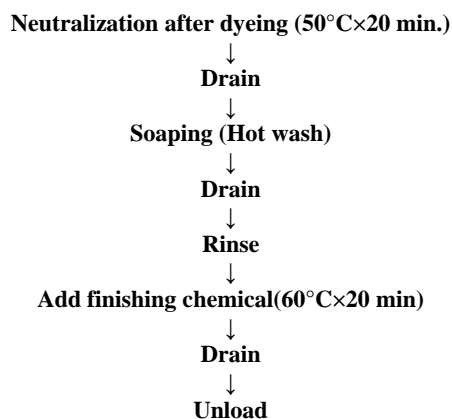 Neutralization after dyeing (50°C×20 min.)
↓
Drain
↓
Soaping (Hot wash)
↓
Drain
↓
Rinse
↓
Add finishing chemical(60°C×20 min)
↓
Drain
↓
Unload